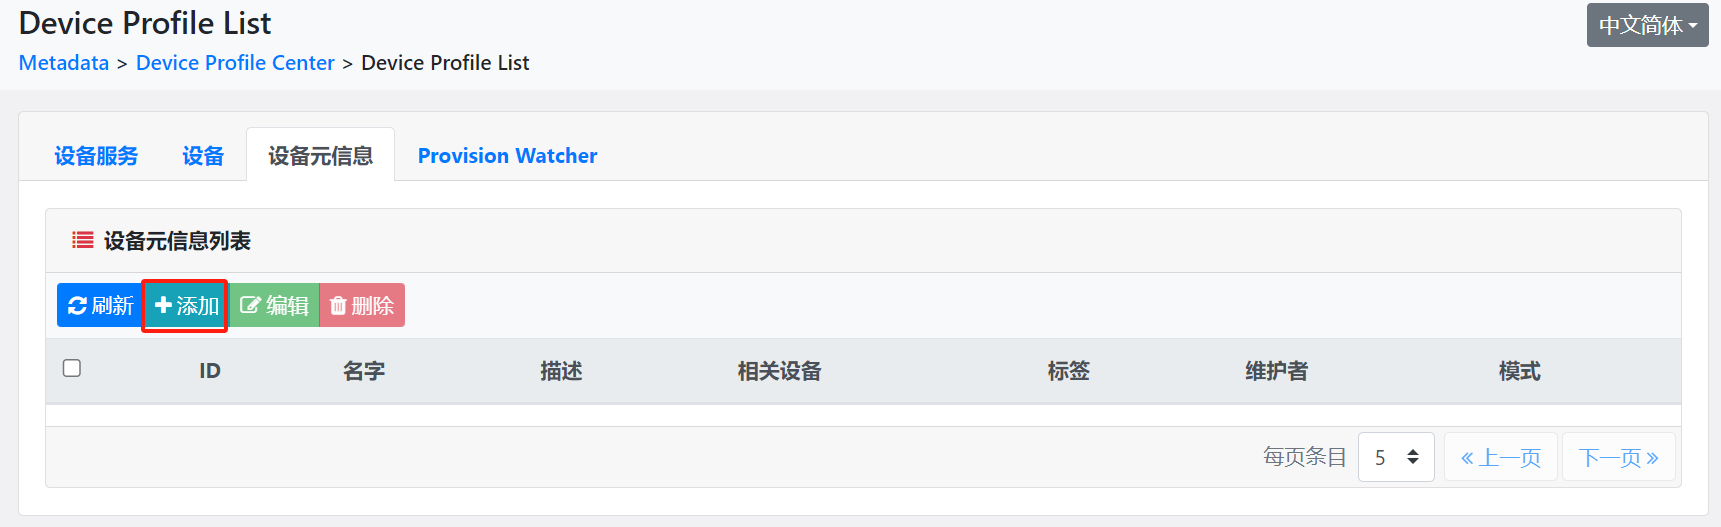 Device Profile List
中文简体
Metadata > Device Profile Center > Device Profile List
设备服务 设备 设备元信息 Provision Watcher
设备元信息列表
刷新 添加 编辑 删除
ID 名字 描述 相关设备 标签 维护者 模式
每页条目 5 « 上一页 下一页 »